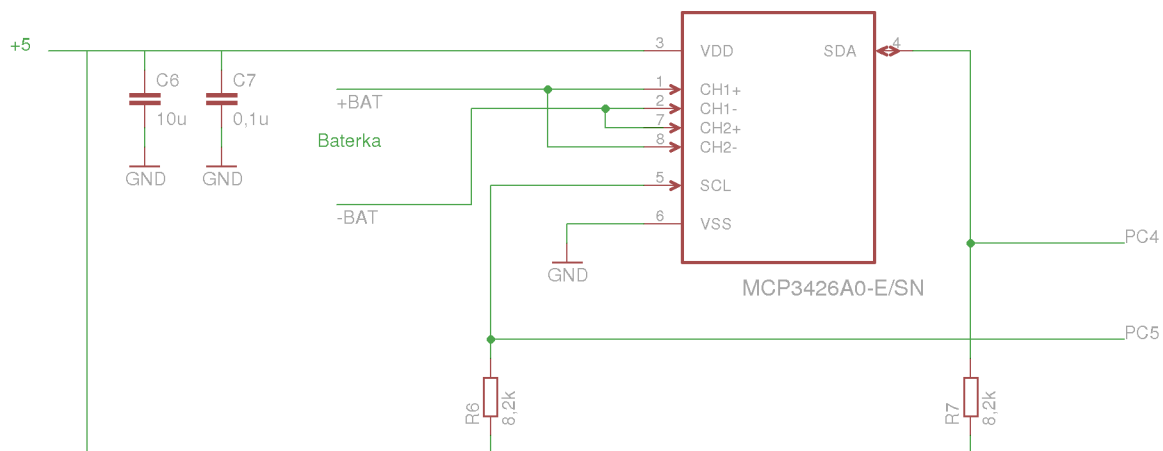 +5
3
VDD
SDA
4
C6
C7
10u
0,1u
GND
GND
+BAT
Baterka
-BAT
1
CH1+
2
CH1-
7
CH2+
8
CH2-
5
SCL
6
VSS
GND
MCP3426A0-E/SN
PC4
PC5
R6
8,2k
R7
8,2k